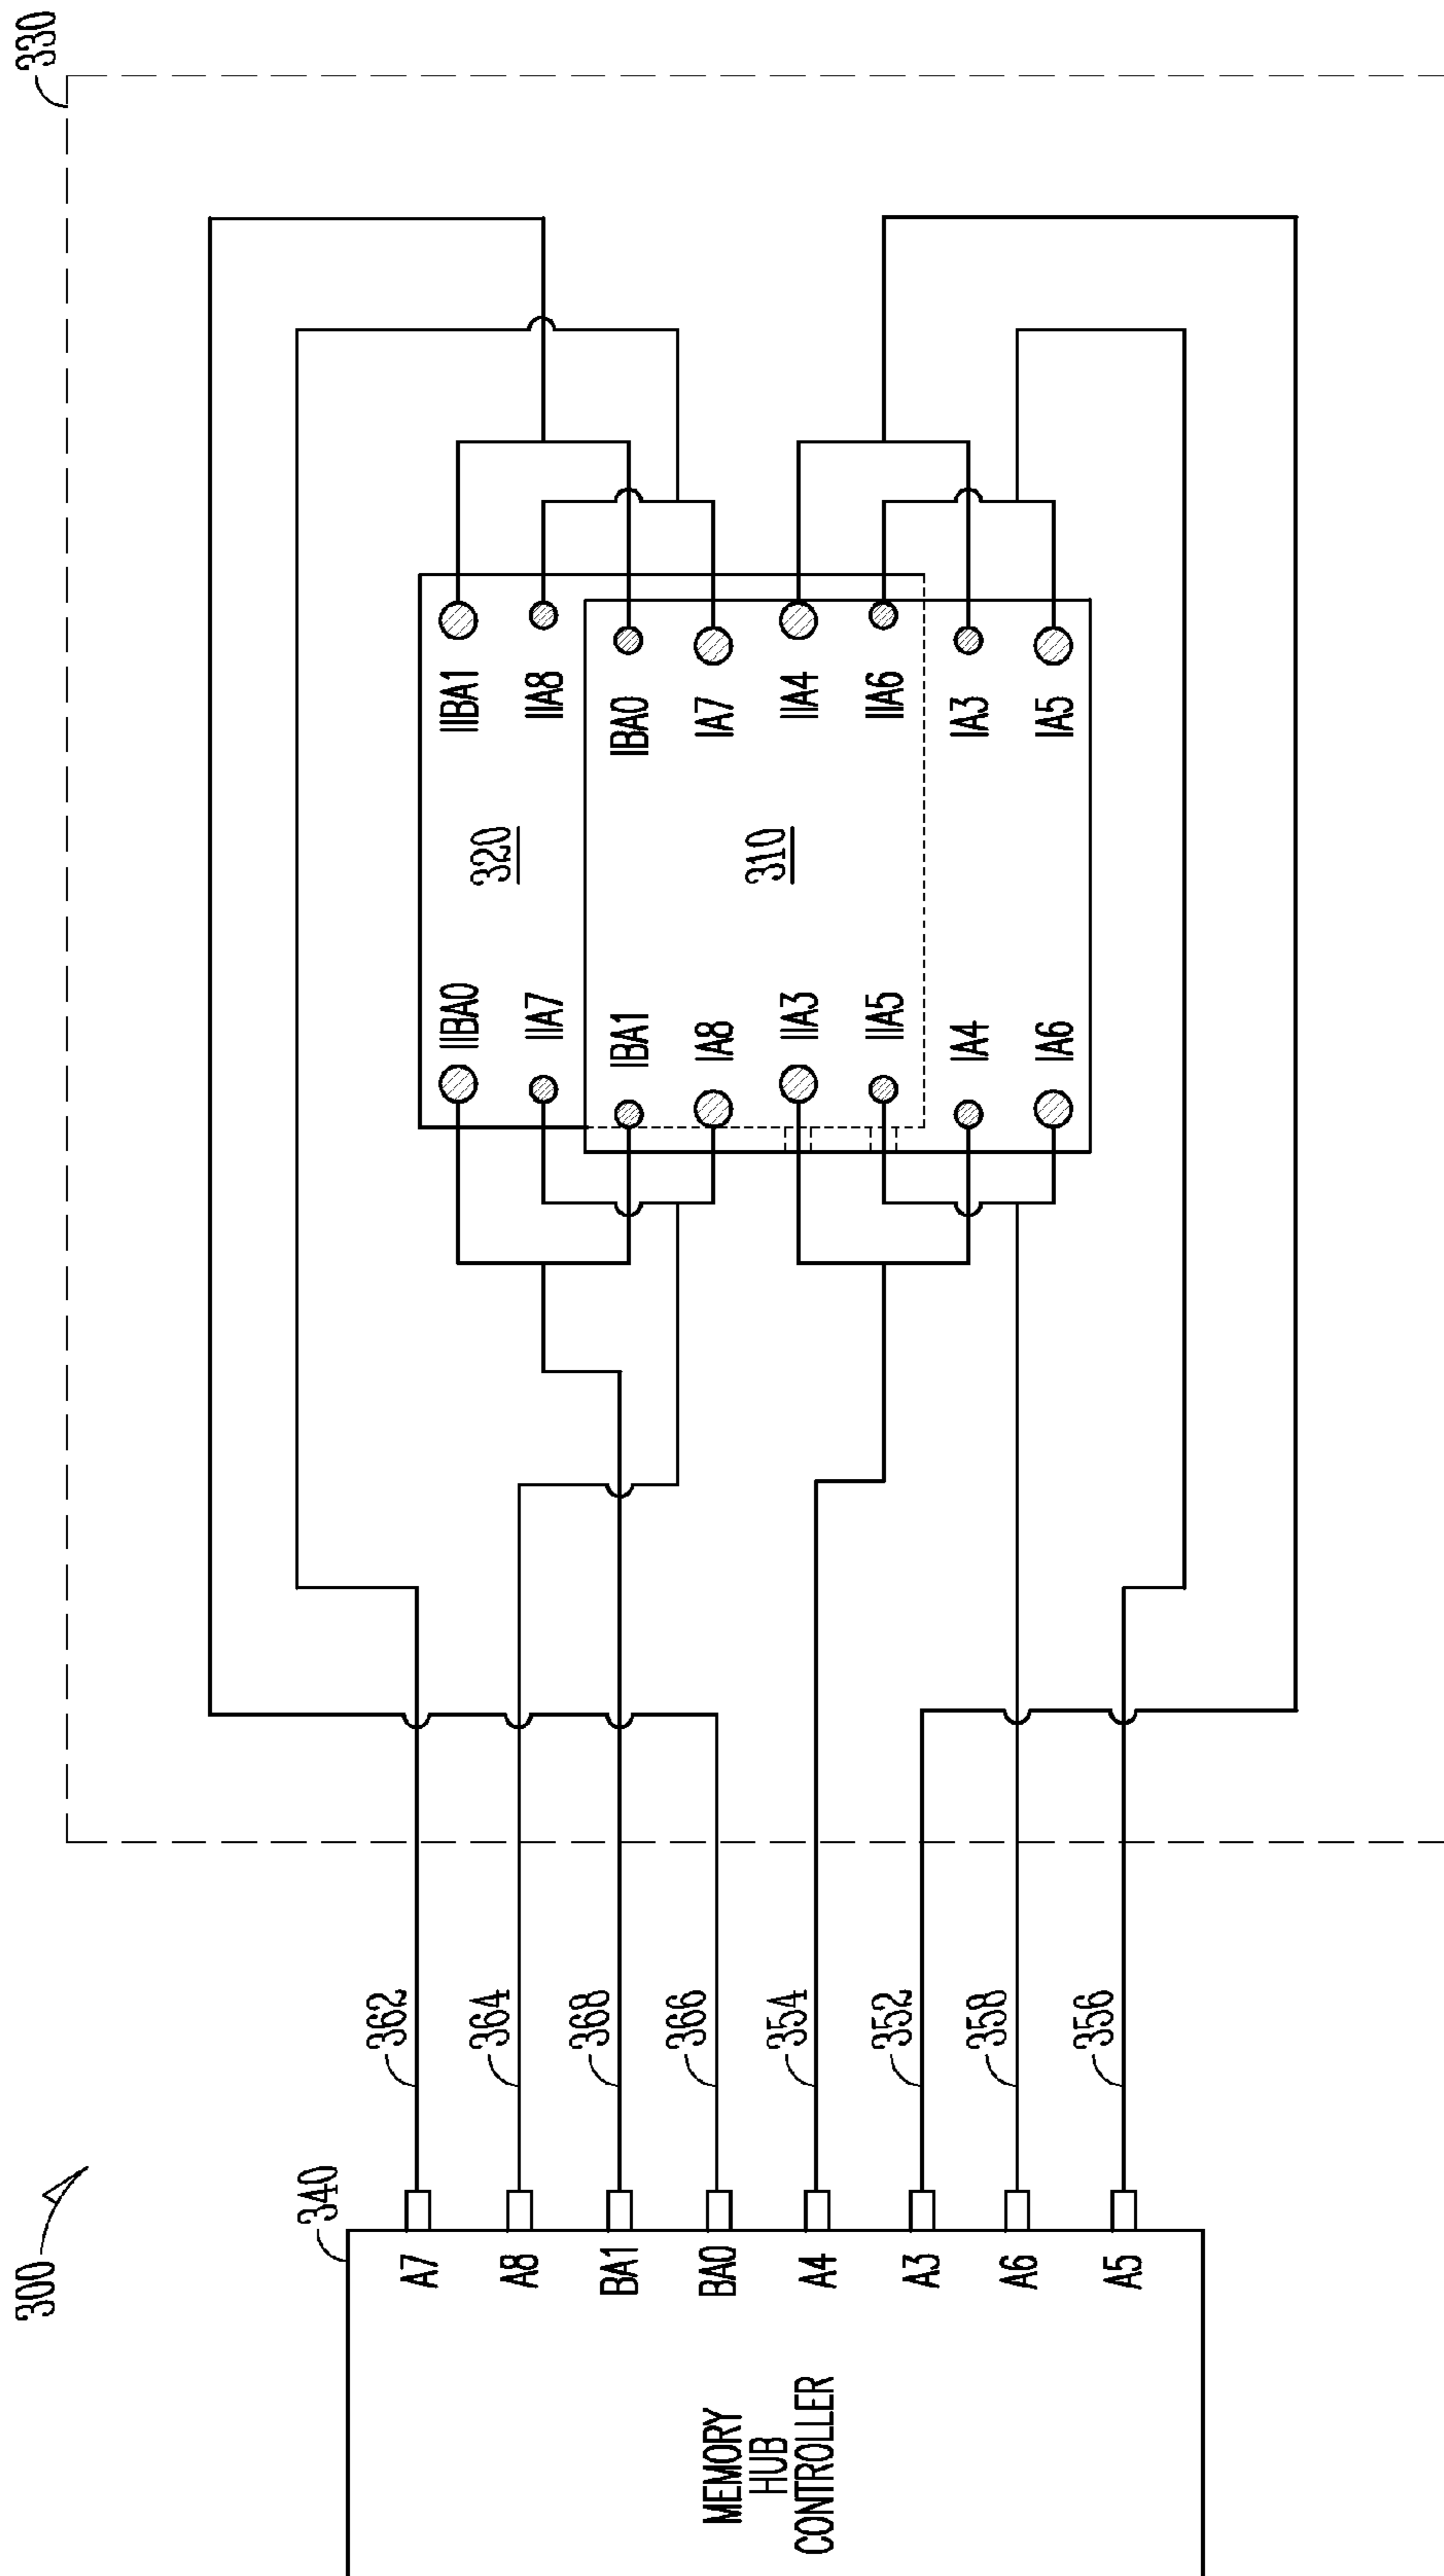 330
IIBA1
IIA8
IBA0
IA7
IIA4
IIA6
IA3
IA5
320
310
IIBA0
IIA7
IBA1
IA8
IIA3
IIA5
IA4
IA6
362
364
368
366
354
352
358
356
300
340
A7
A8
BA1
BA0
A4
A3
A6
A5
MEMORY
HUB
CONTROLLER